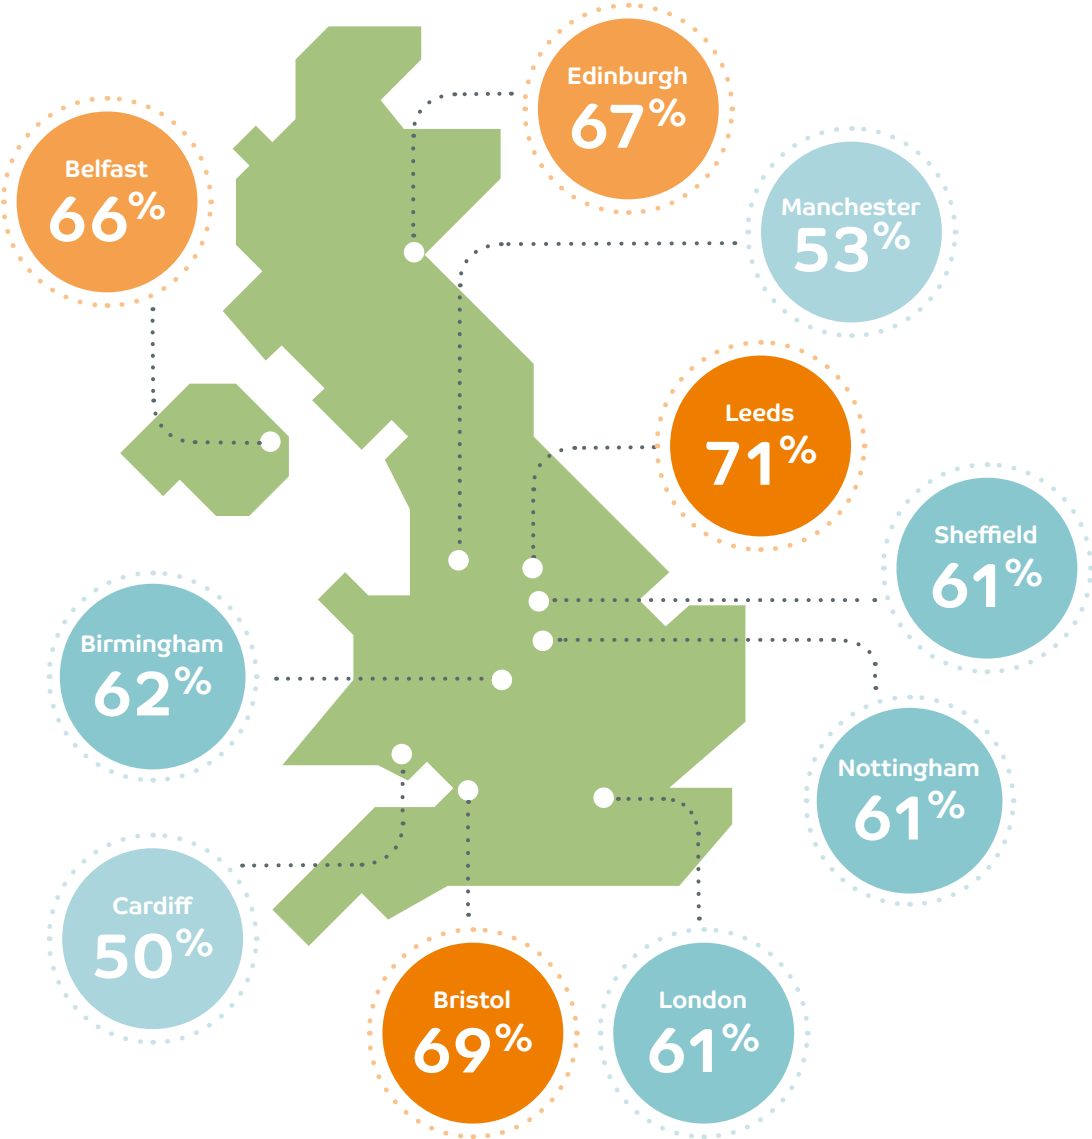 Edinburgh
67%
Belfast
66%
Manchester
53%
Leeds
71%
Sheffield
61%
Birmingham
62%
Nottingham
61%
Cardiff
50%
Bristol
69%
London
61%